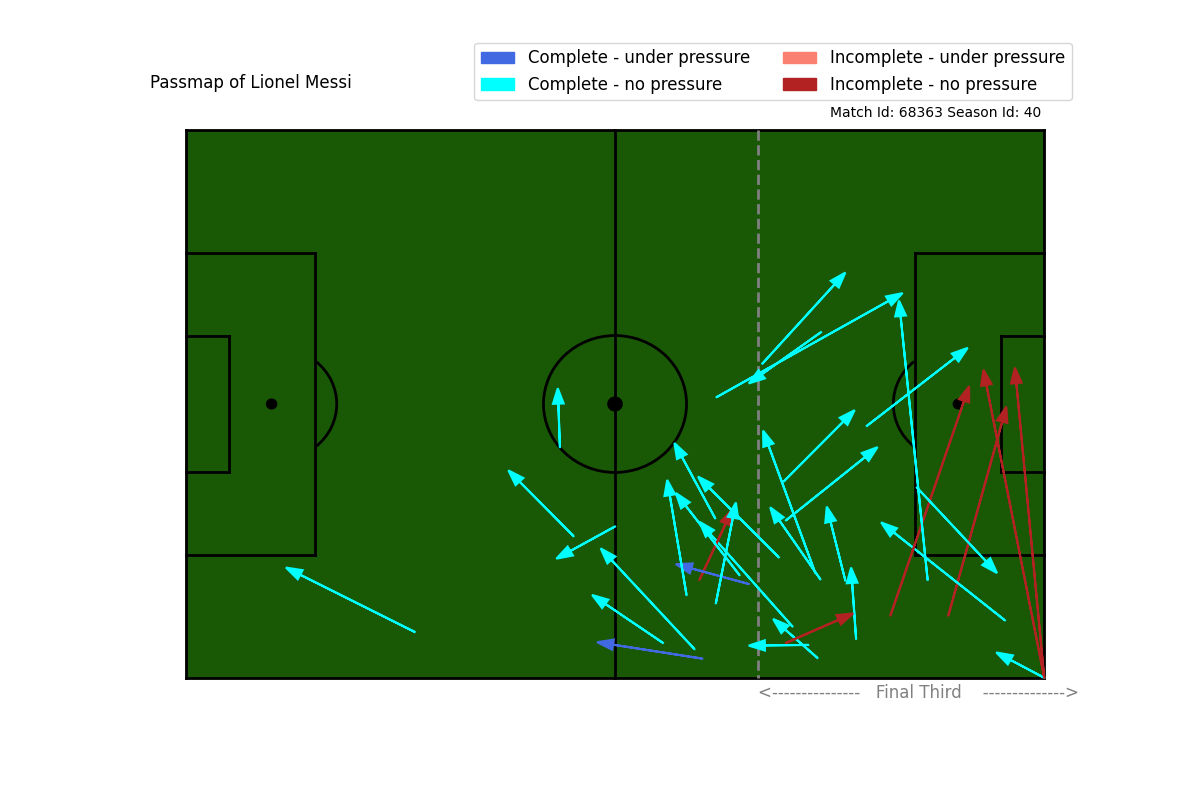 Passmap of Lionel Messi
Complete - under pressure
Complete - no pressure
Incomplete - under pressure
Incomplete - no pressure
Match Id: 68363 Season Id: 40
<--------------- Final Third -------------->